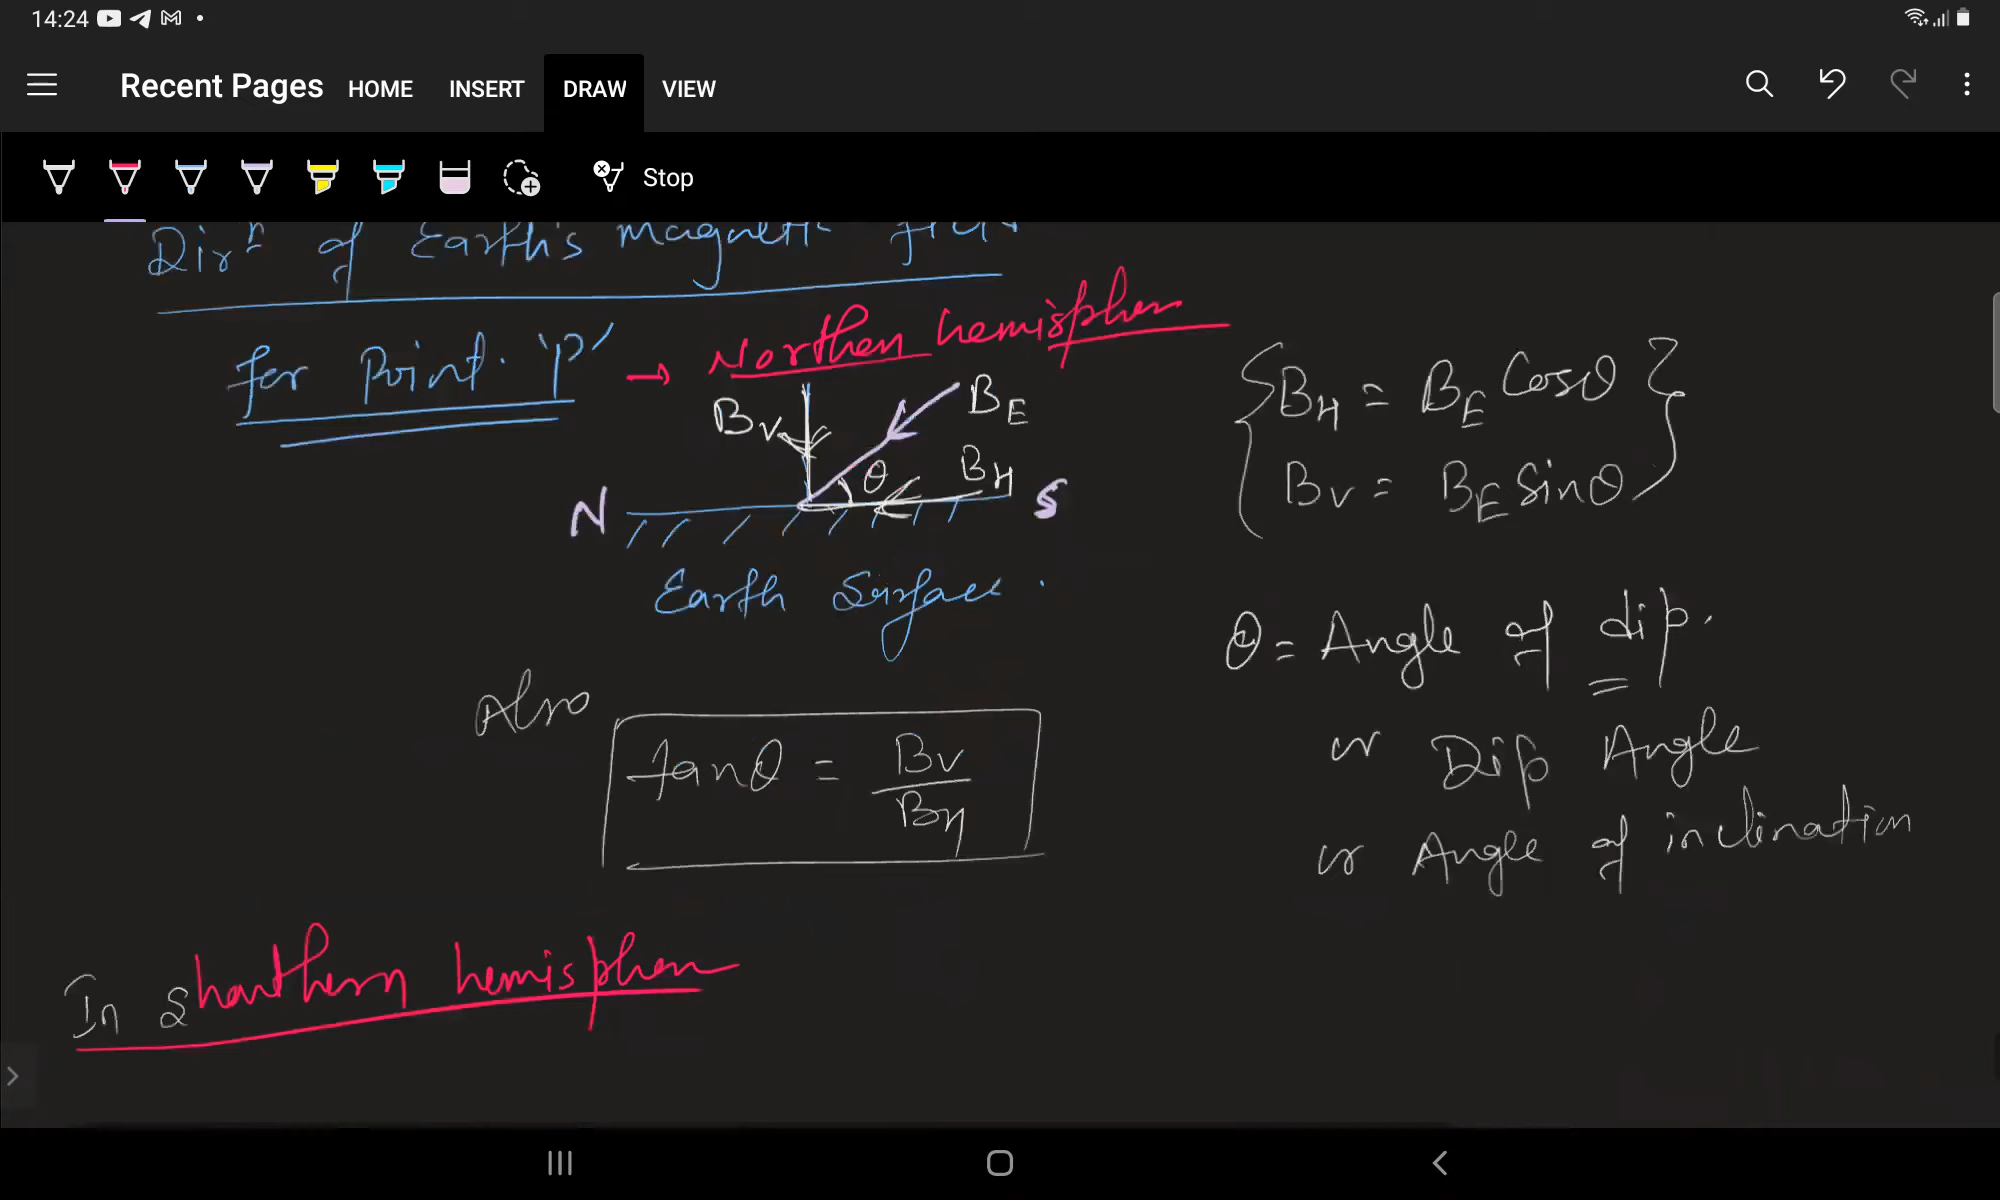 14:24
Recent Pages HOME INSERT DRAW VIEW
Stop
Dirn of Earth's magnetic field
for Point 'P' → Northen hemisphere
Bv BE
θ BH
N S
Earth Surface.
{BH = BE Cosθ}
{Bv = BE Sinθ}
θ = Angle of dip.
or Dip Angle
or Angle of inclination
Also
tanθ = Bv
BH
In Shouthern hemisphere